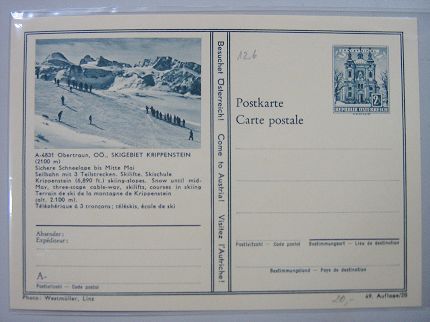 A-4831 Obertraun, OÖ., SKIGEBIET KRIPPENSTEIN
(2100 m)
Sichere Schneelage bis Mitte Mai
Seilbahn mit 3 Teilstrecken. Skilifte. Skischule
Krippenstein (6,890 ft.) skiing-slopes. Snow until mid-
May, three-stage cable-way, skilifts, courses in skiing
Terrain de ski de la montagne de Krippenstein
(alt. 2.100 m).
Téléphérique à 3 tronçons; téléskis, école de ski
Absender:
Expéditeur:
A-
Postleitzahl - Code postal
Photo: Westmüller, Linz
Besuchet Österreich! Come to Austria! Visitez l'Autriche!
12.6
Postkarte
Carte postale
REPUBLIK ÖSTERREICH
Postleitzahl - Code postal Bestimmungsort - Lieu de destination
Bestimmungsland - Pays de destination
20,-
69. Auflage/20